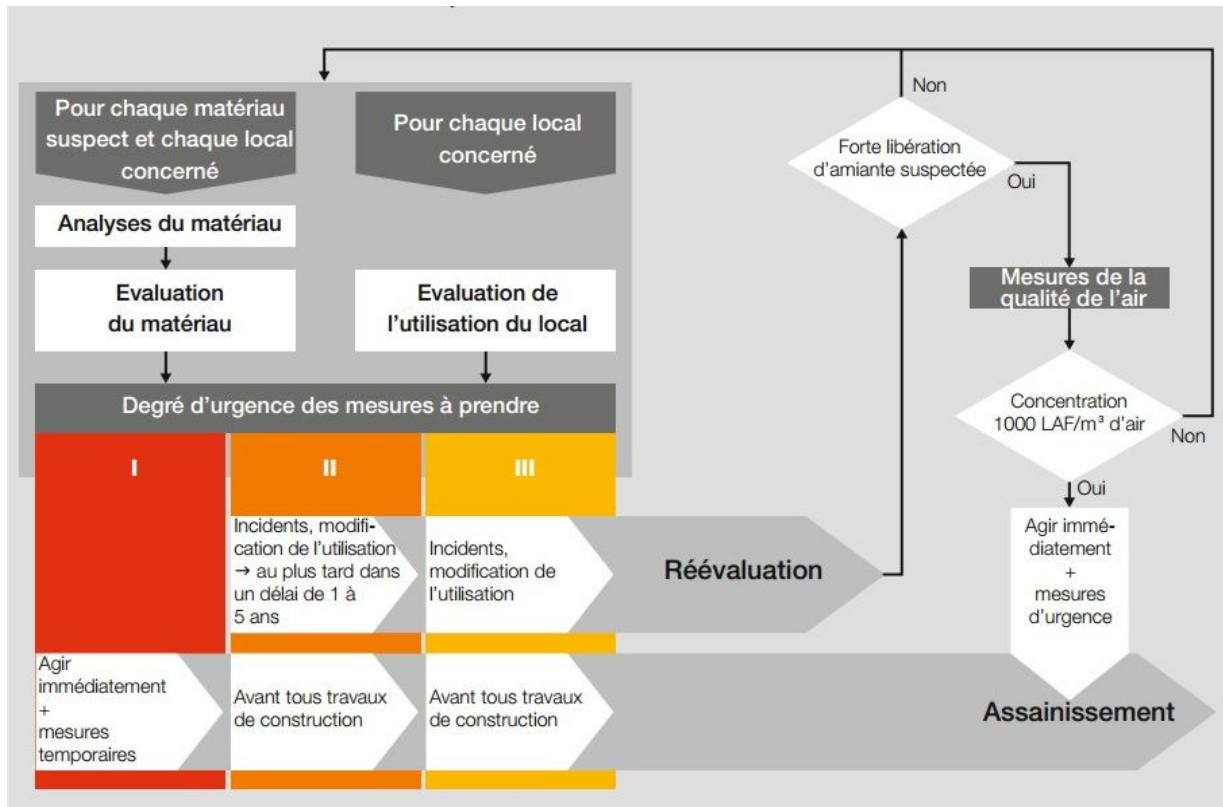 Pour chaque matériau
suspect et chaque local
concerné
Pour chaque local
concerné
Analyses du matériau
Evaluation
du matériau
Evaluation de
l'utilisation du local
Degré d'urgence des mesures à prendre
I
II
III
Incidents, modifi-
cation de l'utilisation
→ au plus tard dans
un délai de 1 à
5 ans
Incidents,
modification de
l'utilisation
Réévaluation
Agir
immédiatement
+
mesures
temporaires
Avant tous travaux
de construction
Avant tous travaux
de construction
Assainissement
Non
Forte libération
d'amiante suspectée
Oui
Mesures de la
qualité de l'air
Concentration
1000 LAF/m³ d'air
Non
Oui
Agir immé-
diatement
+
mesures
d'urgence